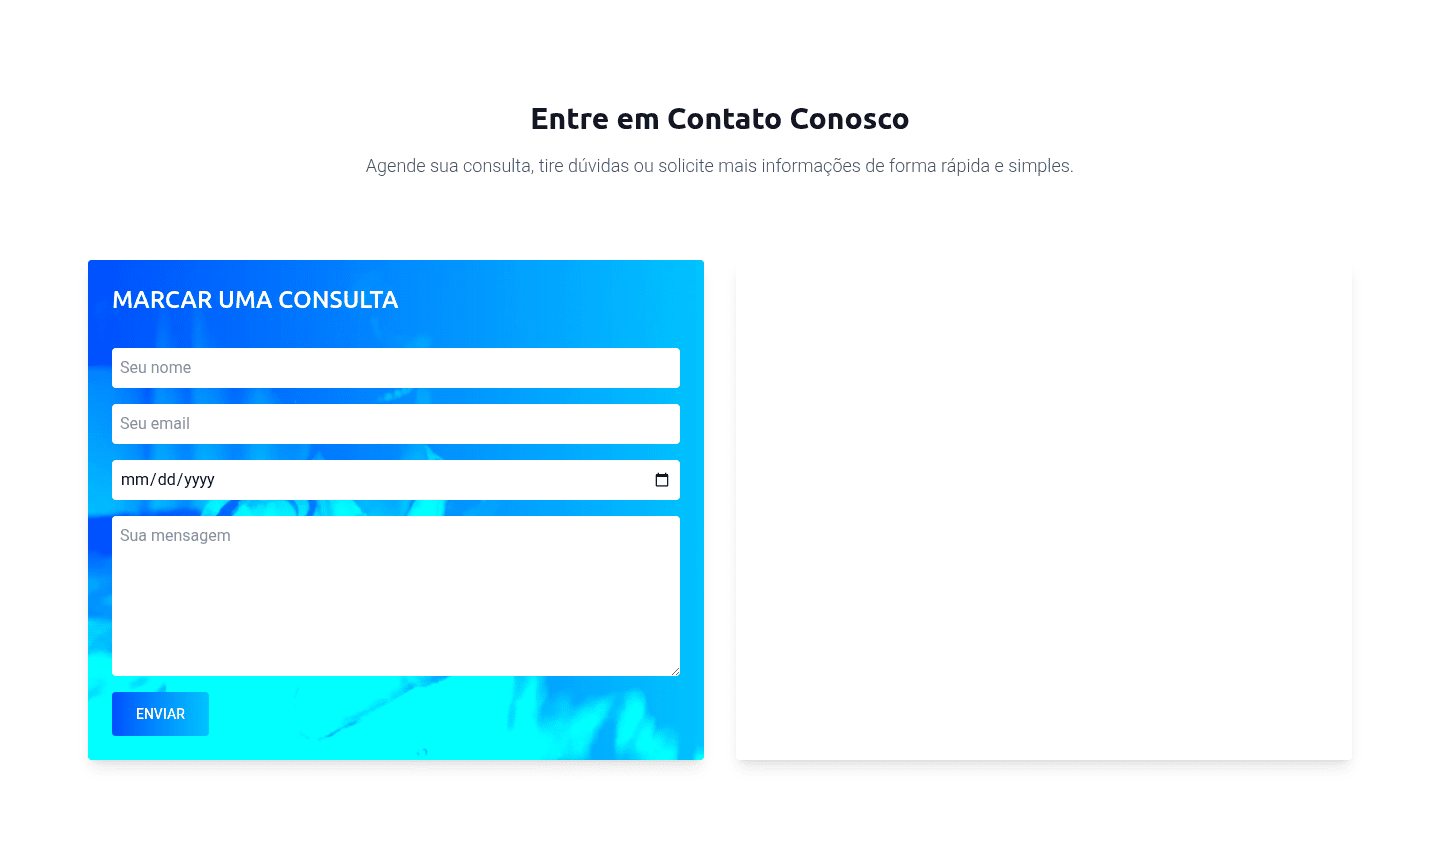 Entre em Contato Conosco
Agende sua consulta, tire dúvidas ou solicite mais informações de forma rápida e simples.
MARCAR UMA CONSULTA
Seu nome
Seu email
mm/dd/yyyy
Sua mensagem
ENVIAR